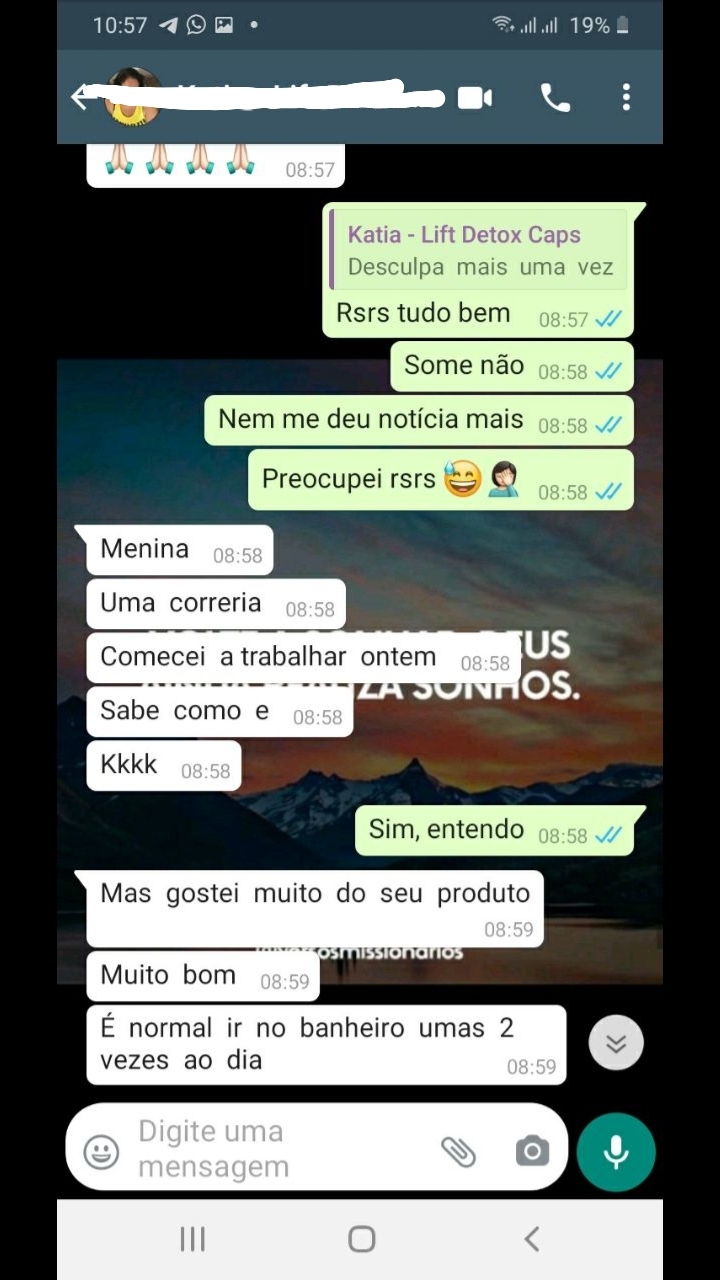 10:57
19%
08:57
Katia - Lift Detox Caps
Desculpa mais uma vez
Rsrs tudo bem 08:57
Some não 08:58
Nem me deu notícia mais 08:58
Preocupei rsrs 😅🤦🏻‍♀️ 08:58
Menina 08:58
Uma correria 08:58
Comecei a trabalhar ontem 08:58
EUS
Sabe como e 08:58
ZA SONHOS.
Kkkk 08:58
Sim, entendo 08:58
Mas gostei muito do seu produto
08:59
Muito bom 08:59
osmissionarios
É normal ir no banheiro umas 2
vezes ao dia 08:59
Digite uma
mensagem